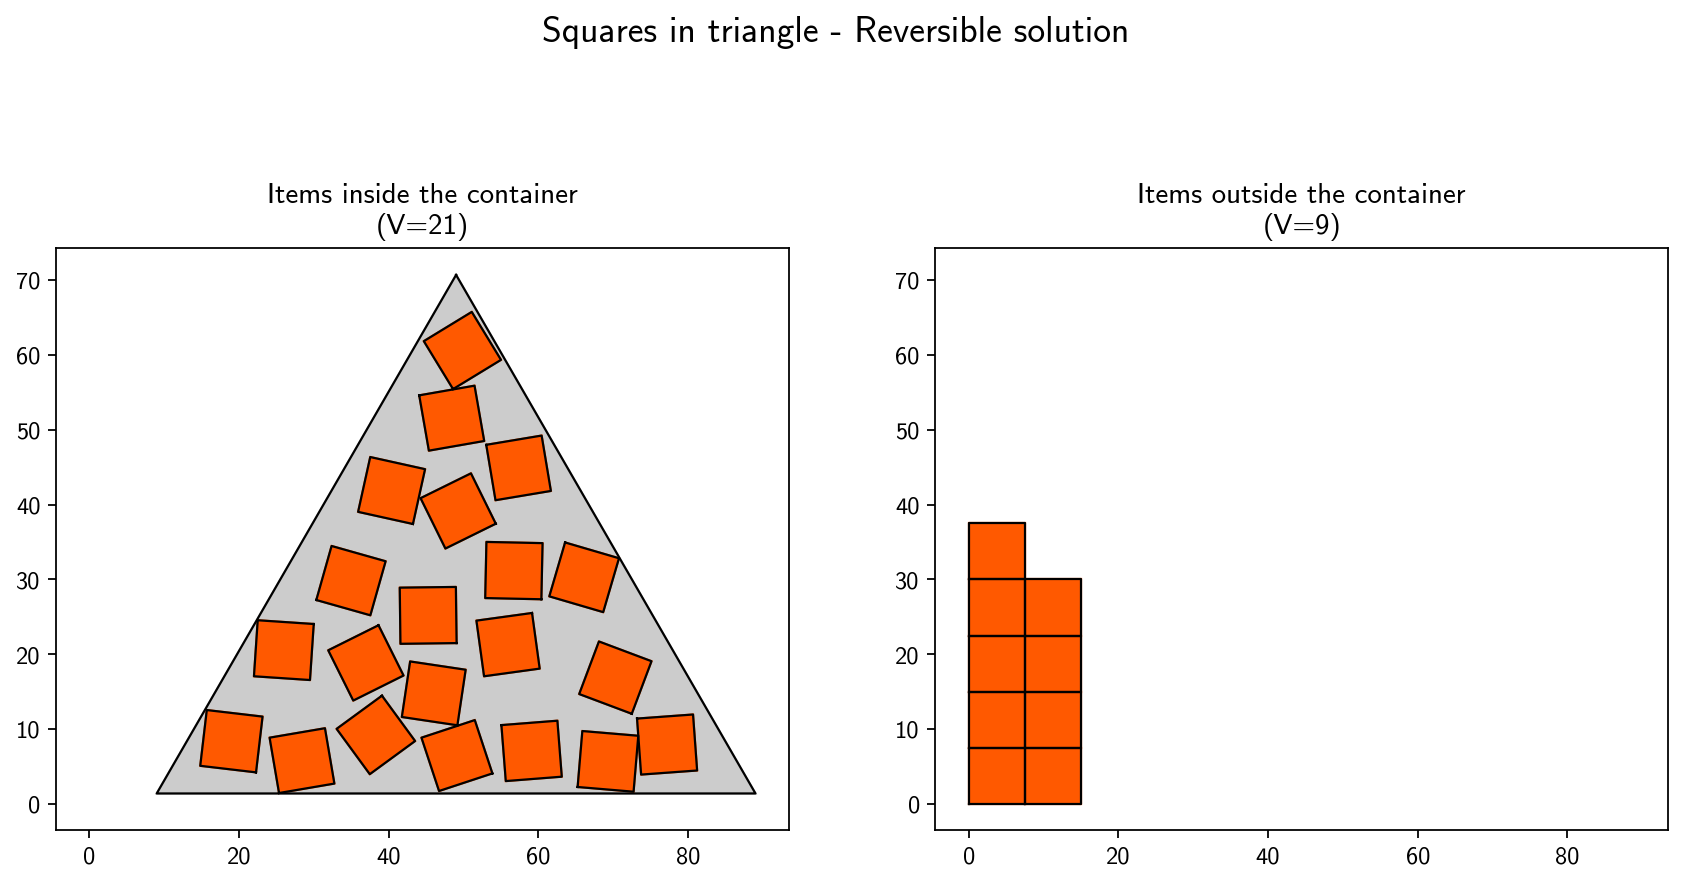 Squares in triangle - Reversible solution
Items inside the container
(V=21)
70
60
50
40
30
20
10
0
0 20 40 60 80
Items outside the container
(V=9)
70
60
50
40
30
20
10
0
0 20 40 60 80